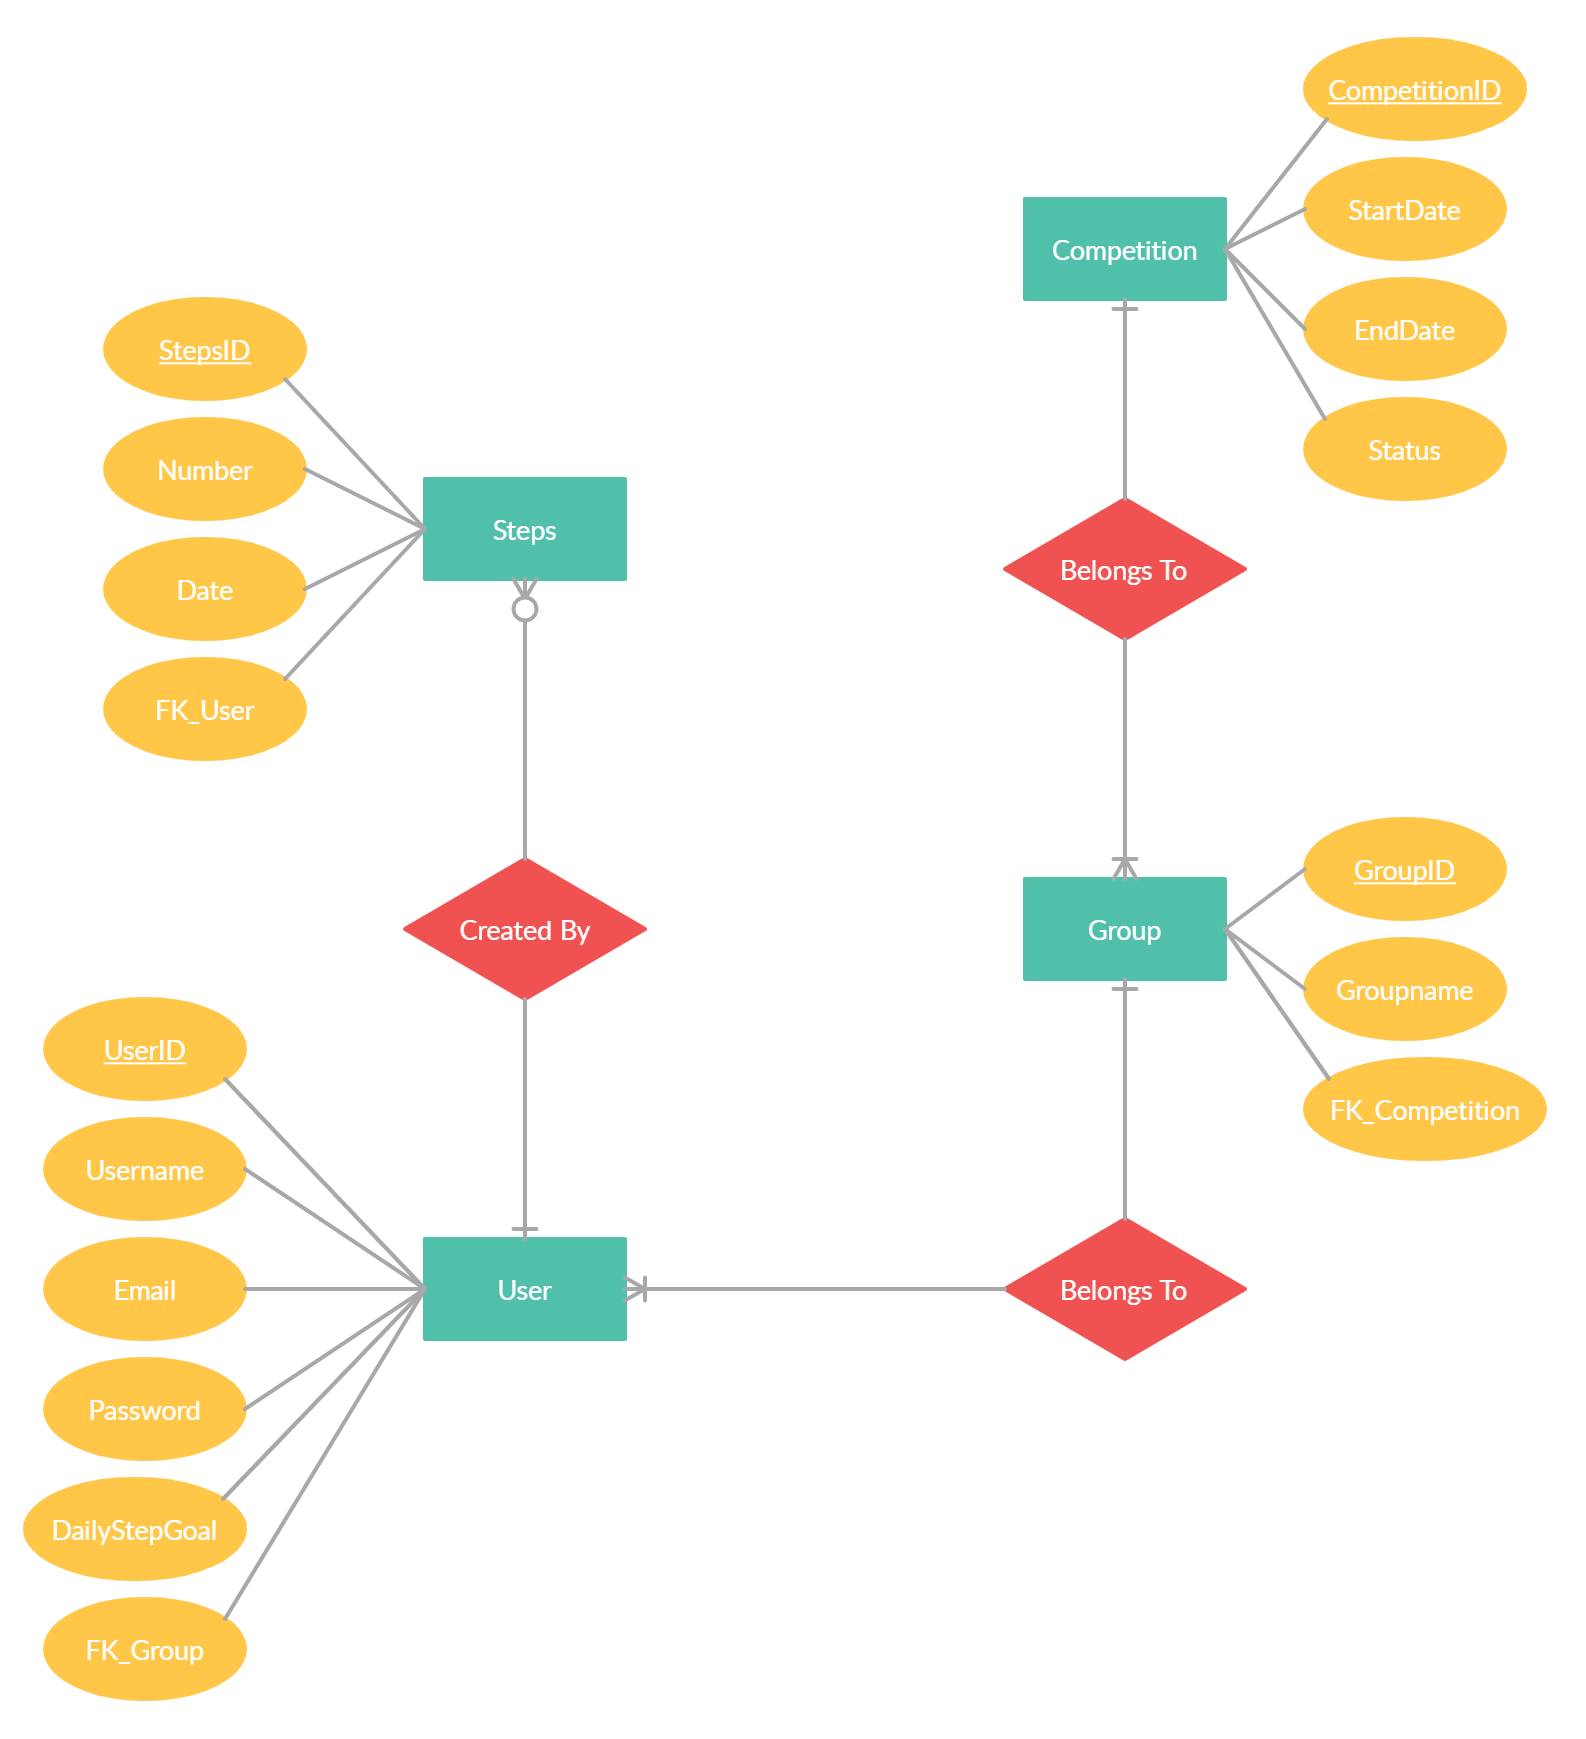 CompetitionID
StartDate
Competition
EndDate
Status
StepsID
Number
Steps
Date
FK_User
Belongs To
GroupID
Group
Groupname
FK_Competition
Created By
UserID
Username
Email
User
Belongs To
Password
DailyStepGoal
FK_Group